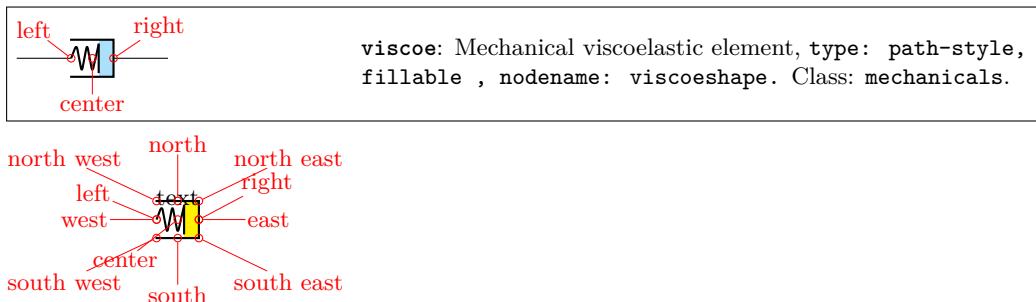 left
right
center
viscoe: Mechanical viscoelastic element, type: path-style,
fillable , nodename: viscoeshape. Class: mechanicals.
north
north west
north east
text
right
left
west
east
center
south west
south east
south